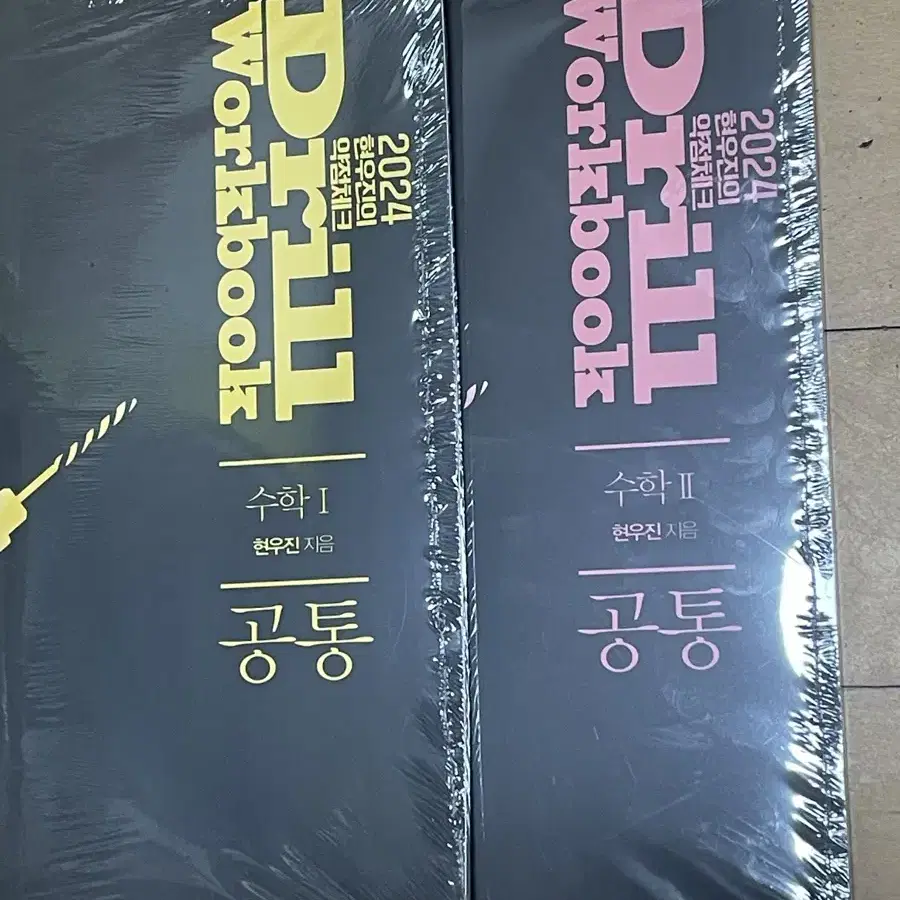 2024
현우진의
약점체크
Drill
Workbook
수학 I
현우진 지음
공통
2024
현우진의
약점체크
Drill
Workbook
수학 II
현우진 지음
공통